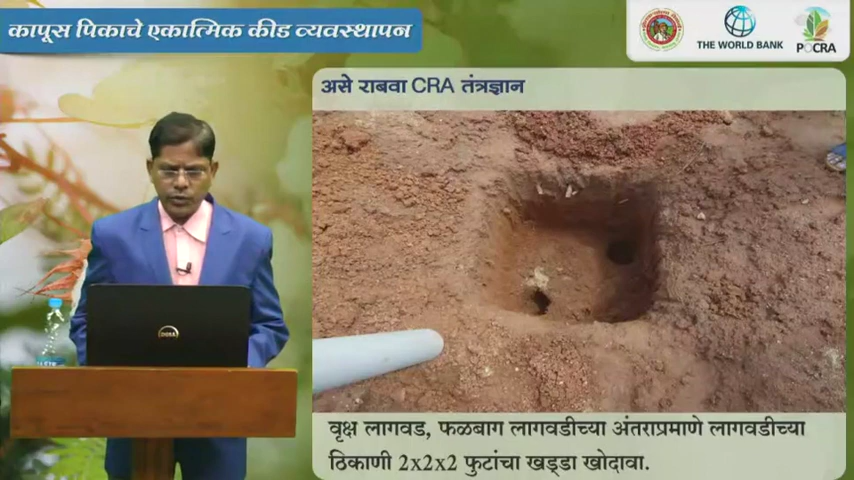 कापूस पिकाचे एकात्मिक कीड व्यवस्थापन
THE WORLD BANK
POCRA
असे राबवा CRA तंत्रज्ञान
DELL
वृक्ष लागवड, फळबाग लागवडीच्या अंतराप्रमाणे लागवडीच्या
ठिकाणी 2x2x2 फुटांचा खड्डा खोदावा.